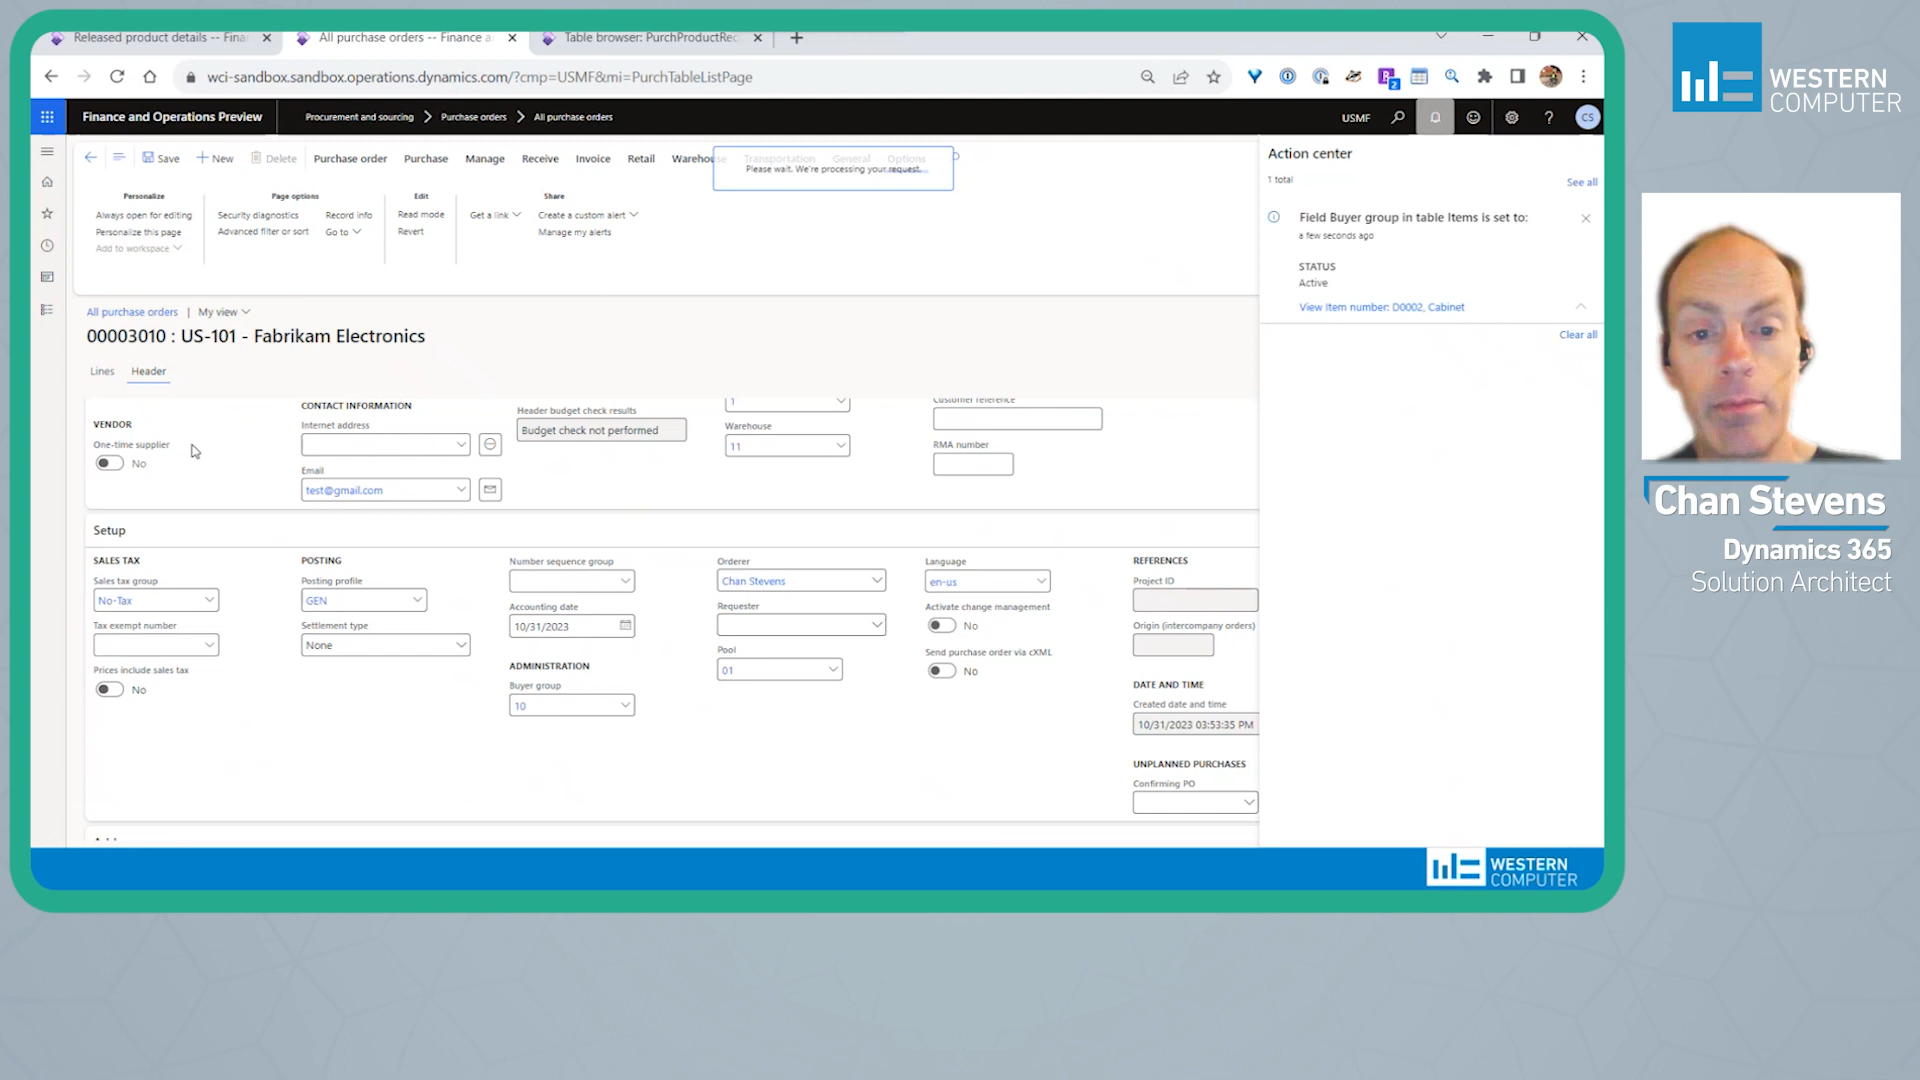 Released product details -- Fina
All purchase orders -- Finance a
Table browser: PurchProductRec
wci-sandbox.sandbox.operations.dynamics.com/?cmp=USMF&mi=PurchTableListPage
2
Finance and Operations Preview
Procurement and sourcing
Purchase orders
All purchase orders
USMF
?
CS
Save
New
Delete
Purchase order
Purchase
Manage
Receive
Invoice
Retail
Warehouse
Transportation
General
Options
Please wait. We're processing your request.
Personalize
Always open for editing
Personalize this page
Add to workspace
Page options
Security diagnostics
Record info
Advanced filter or sort
Go to
Edit
Read mode
Revert
Share
Get a link
Create a custom alert
Manage my alerts
Action center
1 total
See all
Field Buyer group in table Items is set to:
a few seconds ago
STATUS
Active
View Item number: D0002, Cabinet
Clear all
All purchase orders | My view
00003010 : US-101 - Fabrikam Electronics
Lines
Header
VENDOR
One-time supplier
No
CONTACT INFORMATION
Internet address
Email
test@gmail.com
Header budget check results
Budget check not performed
1
Warehouse
11
Customer reference
RMA number
Setup
SALES TAX
Sales tax group
No-Tax
Tax exempt number
Prices include sales tax
No
POSTING
Posting profile
GEN
Settlement type
None
Number sequence group
Accounting date
10/31/2023
ADMINISTRATION
Buyer group
10
Orderer
Chan Stevens
Requester
Pool
01
Language
en-us
Activate change management
No
Send purchase order via cXML
No
REFERENCES
Project ID
Origin (intercompany orders)
DATE AND TIME
Created date and time
10/31/2023 03:53:35 PM
UNPLANNED PURCHASES
Confirming PO
WESTERN
COMPUTER
WESTERN
COMPUTER
Chan Stevens
Dynamics 365
Solution Architect